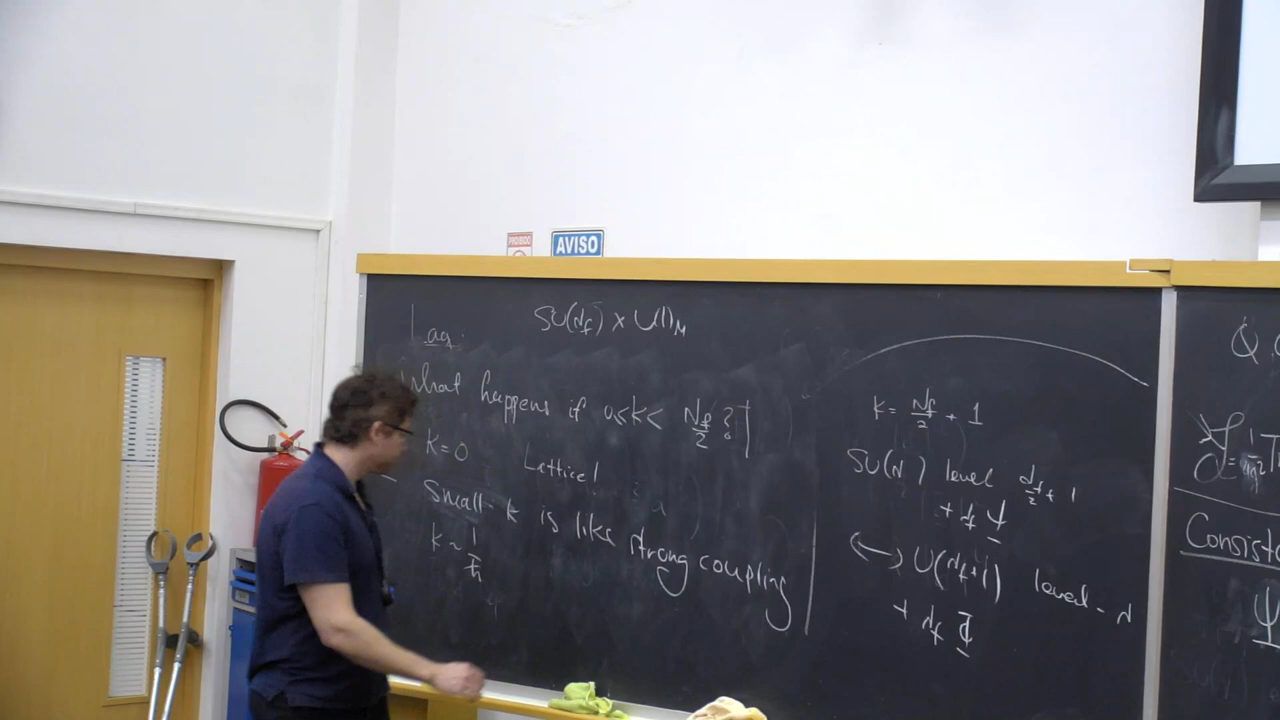 PROIBIDO
AVISO
Lag:
SU(Nf) × U(1)M
What happens if 0<k< Nf/2 ?
k=0 Lattice!
Small-k is like strong coupling
k ~ 1/ħ
k = Nf/2 + 1
SU(N) level Nf/2 + 1
+ Nf ψ
⟷ U(Nf+1) level -N
+ Nf Φ
Consiste
ψ